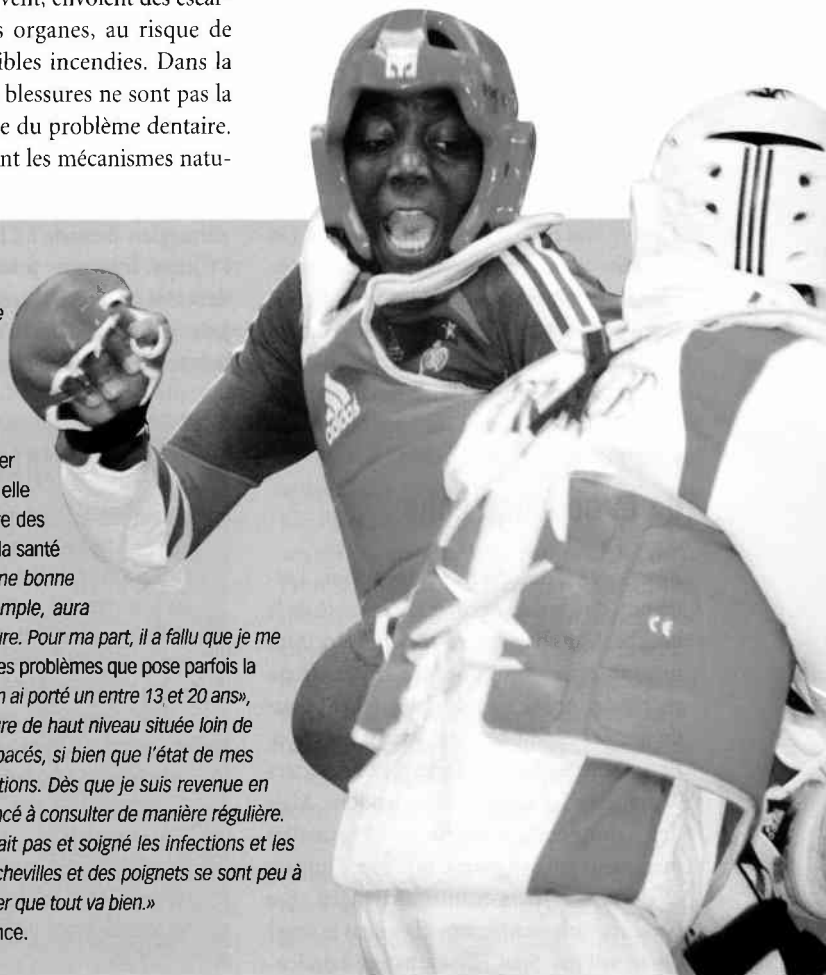 vent, envoient des escar-
s organes, au risque de
ibles incendies. Dans la
blessures ne sont pas la
e du problème dentaire.
nt les mécanismes natu-
e
er
elle
e des
la santé
ne bonne
mple, aura
re. Pour ma part, il a fallu que je me
es problèmes que pose parfois la
n ai porté un entre 13 et 20 ans»,
re de haut niveau située loin de
pacés, si bien que l'état de mes
tions. Dès que je suis revenue en
ncé à consulter de manière régulière.
ait pas et soigné les infections et les
chevilles et des poignets se sont peu à
er que tout va bien.»
nce.
adidas
CE